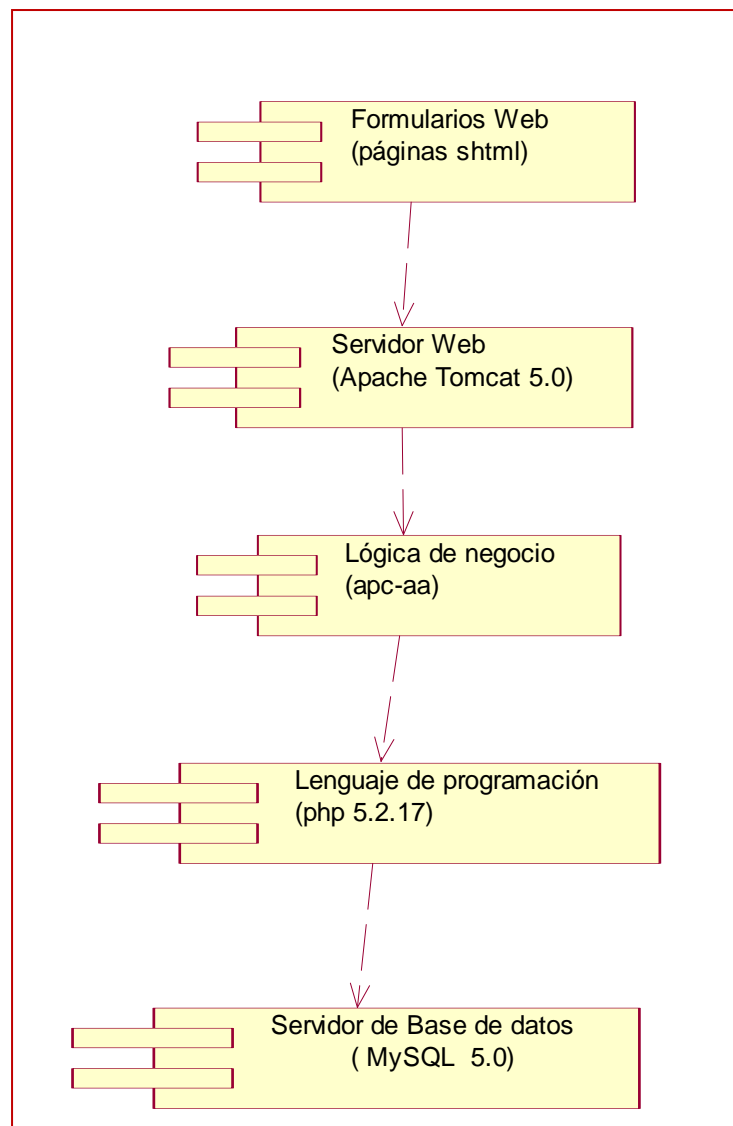 Formularios Web
(páginas shtml)
Servidor Web
(Apache Tomcat 5.0)
Lógica de negocio
(apc-aa)
Lenguaje de programación
(php 5.2.17)
Servidor de Base de datos
( MySQL 5.0)